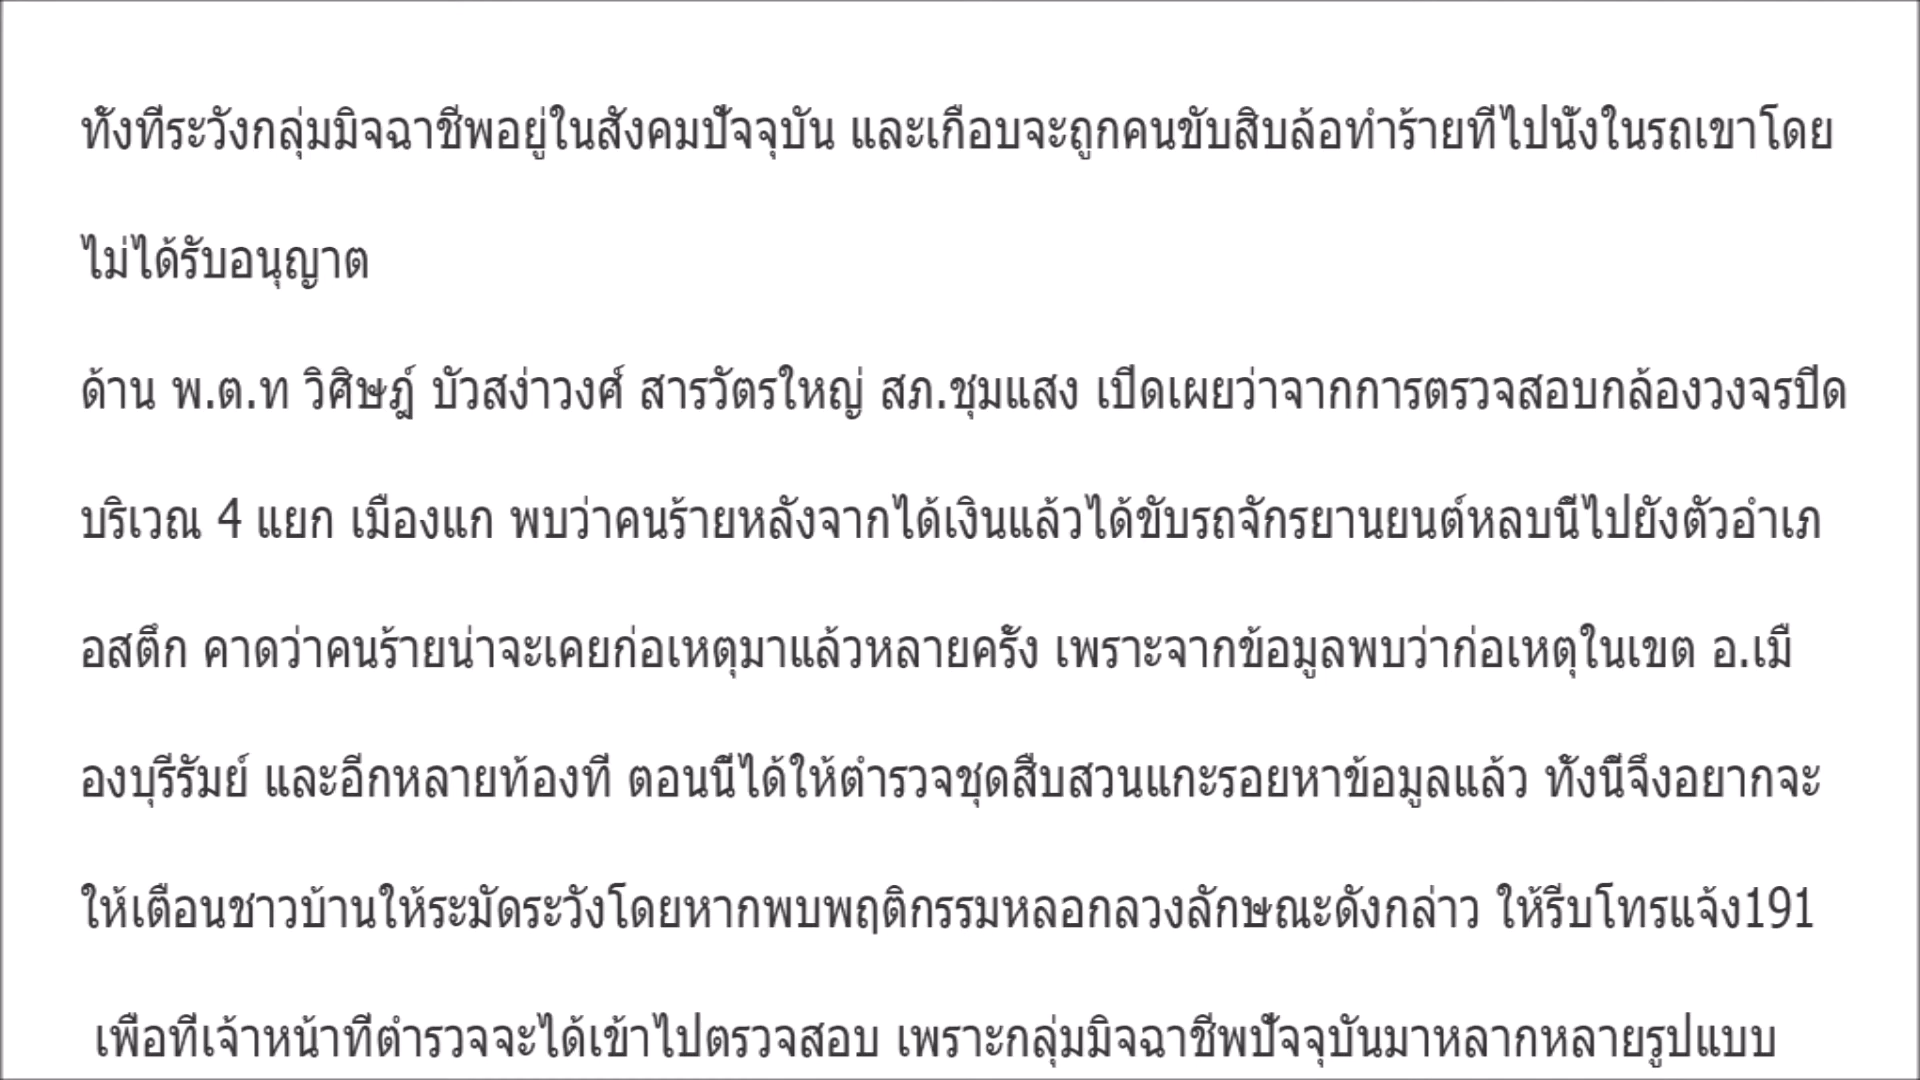 ทั้งที่ระวังกลุ่มมิจฉาชีพอยู่ในสังคมปัจจุบัน และเกือบจะถูกคนขับสิบล้อทำร้ายที่ไปนั่งในรถเขาโดย
ไม่ได้รับอนุญาต
ด้าน พ.ต.ท วิศิษฎ์ บัวสง่าวงศ์ สารวัตรใหญ่ สภ.ชุมแสง เปิดเผยว่าจากการตรวจสอบกล้องวงจรปิด
บริเวณ 4 แยก เมืองแก พบว่าคนร้ายหลังจากได้เงินแล้วได้ขับรถจักรยานยนต์หลบนีไปยังตัวอำเภ
อสตึก คาดว่าคนร้ายน่าจะเคยก่อเหตุมาแล้วหลายครั้ง เพราะจากข้อมูลพบว่าก่อเหตุในเขต อ.เมื
องบุรีรัมย์ และอีกหลายท้องที่ ตอนนี้ได้ให้ตำรวจชุดสืบสวนแกะรอยหาข้อมูลแล้ว ทั้งนี้จึงอยากจะ
ให้เตือนชาวบ้านให้ระมัดระวังโดยหากพบพฤติกรรมหลอกลวงลักษณะดังกล่าว ให้รีบโทรแจ้ง191
เพื่อที่เจ้าหน้าที่ตำรวจจะได้เข้าไปตรวจสอบ เพราะกลุ่มมิจฉาชีพปัจจุบันมาหลากหลายรูปแบบ